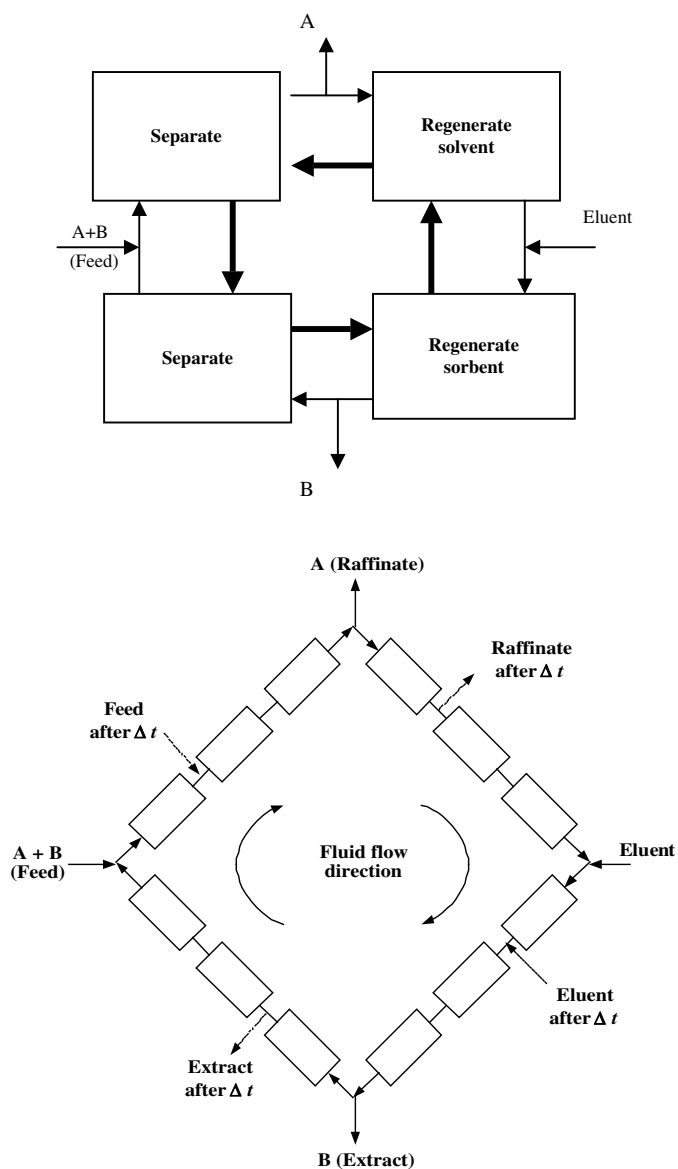 A
Separate
Regenerate
solvent
A+B
(Feed)
Eluent
Separate
Regenerate
sorbent
B
A (Raffinate)
Raffinate
after Δ t
Feed
after Δ t
A + B
(Feed)
Fluid flow
direction
Eluent
Eluent
after Δ t
Extract
after Δ t
B (Extract)